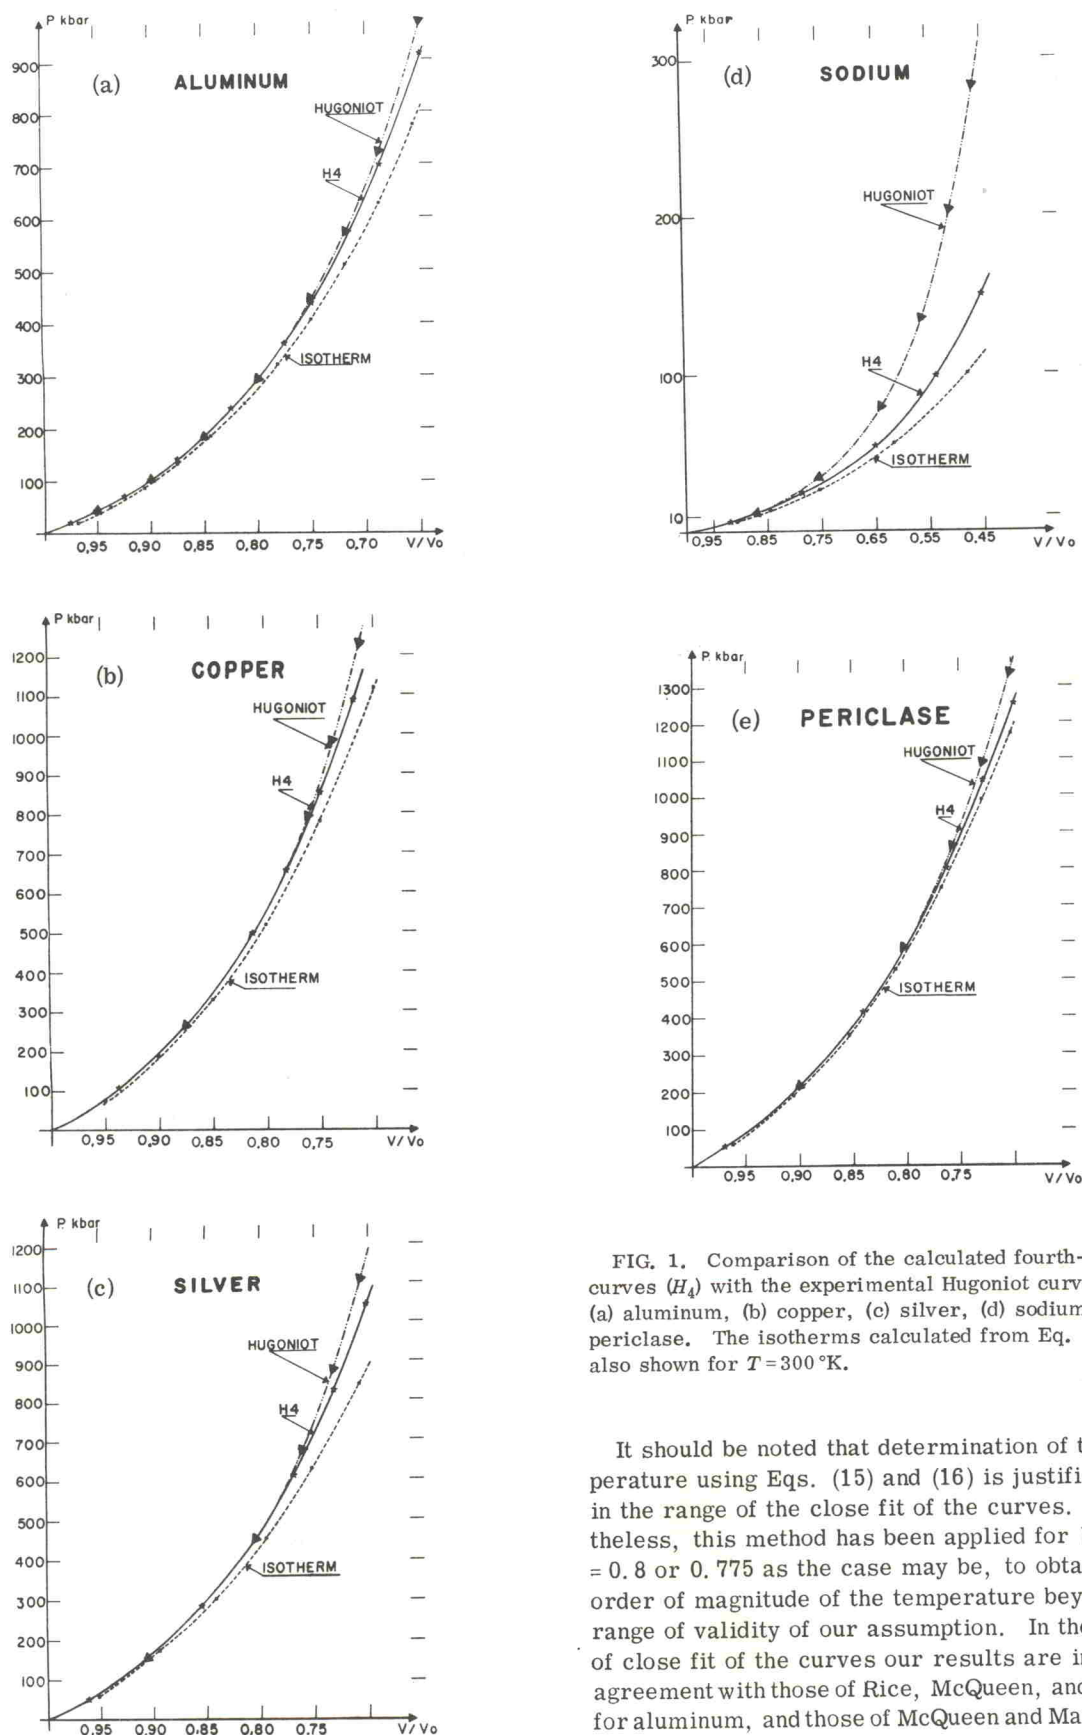 P kbar
900
800
700
600
500
400
300
200
100
(a) ALUMINUM
HUGONIOT
H4
ISOTHERM
0,95 0,90 0,85 0,80 0,75 0,70 V/Vo
P kbar
1200
1100
1000
900
800
700
600
500
400
300
200
100
(b) COPPER
HUGONIOT
H4
ISOTHERM
0,95 0,90 0,85 0,80 0,75 V/Vo
P. kbar
1200
1100
1000
900
800
700
600
500
400
300
200
100
(c) SILVER
HUGONIOT
H4
ISOTHERM
0,95 0,90 0,85 0,80 0,75 V/Vo
P kbar
300
200
100
10
(d) SODIUM
HUGONIOT
H4
ISOTHERM
0,95 0,85 0,75 0,65 0,55 0,45 V/Vo
P. kbar
1300
1200
1100
1000
900
800
700
600
500
400
300
200
100
(e) PERICLASE
HUGONIOT
H4
ISOTHERM
0,95 0,90 0,85 0,80 0,75 V/Vo
FIG. 1. Comparison of the calculated fourth-
curves (H4) with the experimental Hugoniot curv
(a) aluminum, (b) copper, (c) silver, (d) sodium
periclase. The isotherms calculated from Eq.
also shown for T=300 °K.
It should be noted that determination of t
perature using Eqs. (15) and (16) is justifi
in the range of the close fit of the curves.
theless, this method has been applied for
= 0.8 or 0.775 as the case may be, to obta
order of magnitude of the temperature bey
range of validity of our assumption. In the
of close fit of the curves our results are in
agreement with those of Rice, McQueen, and
for aluminum, and those of McQueen and Ma